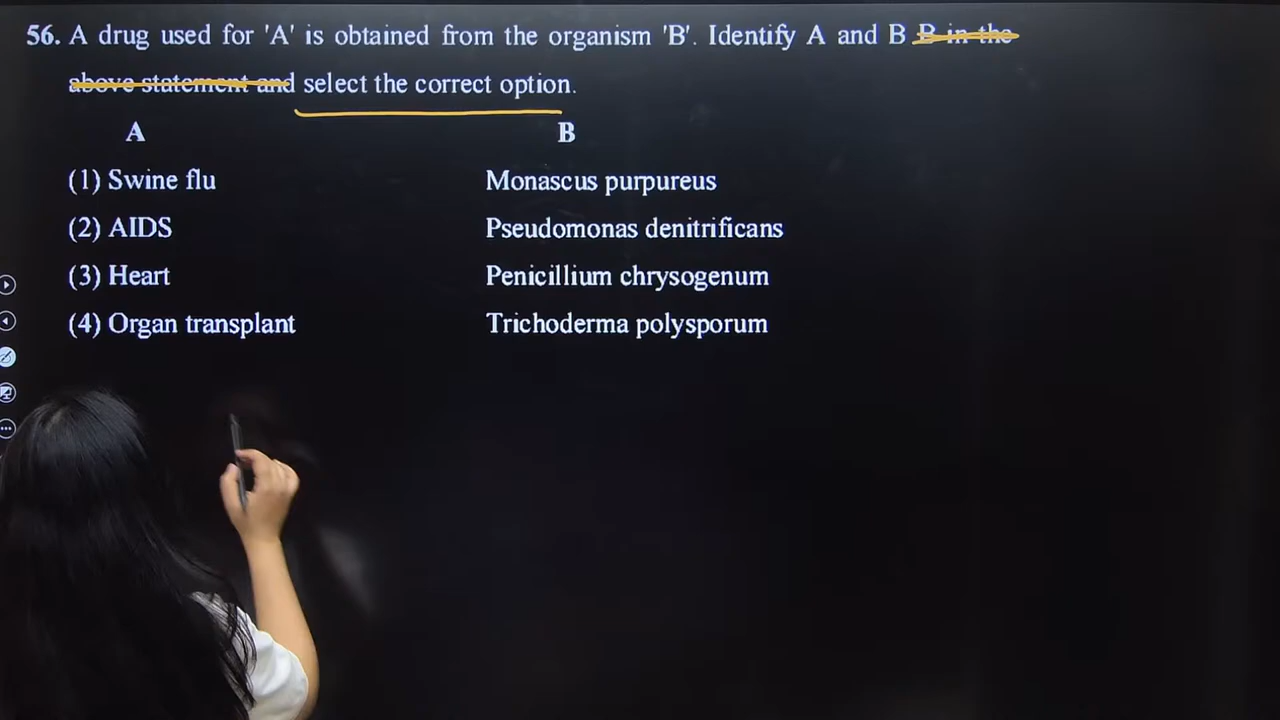 56. A drug used for 'A' is obtained from the organism 'B'. Identify A and B B in the
above statement and select the correct option.
A B
(1) Swine flu Monascus purpureus
(2) AIDS Pseudomonas denitrificans
(3) Heart Penicillium chrysogenum
(4) Organ transplant Trichoderma polysporum